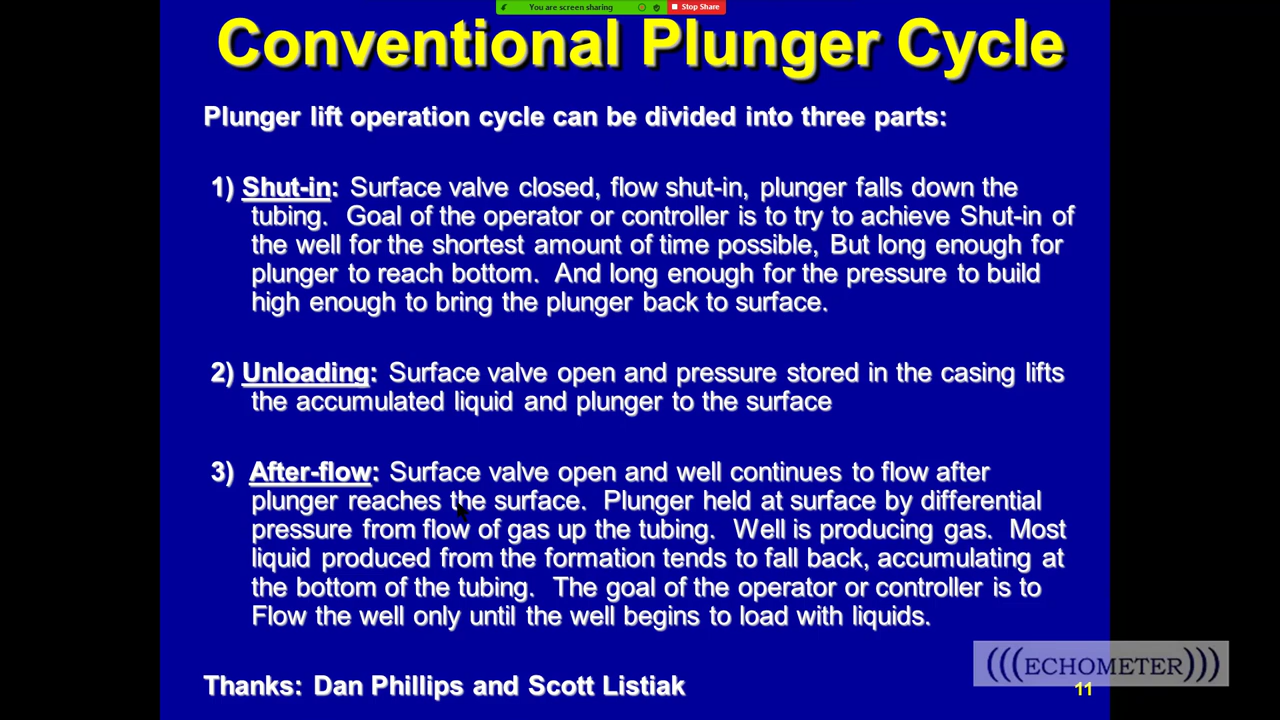 You are screen sharing
Stop Share
Conventional Plunger Cycle
Plunger lift operation cycle can be divided into three parts:
1) Shut-in: Surface valve closed, flow shut-in, plunger falls down the
tubing. Goal of the operator or controller is to try to achieve Shut-in of
the well for the shortest amount of time possible, But long enough for
plunger to reach bottom. And long enough for the pressure to build
high enough to bring the plunger back to surface.
2) Unloading: Surface valve open and pressure stored in the casing lifts
the accumulated liquid and plunger to the surface
3) After-flow: Surface valve open and well continues to flow after
plunger reaches the surface. Plunger held at surface by differential
pressure from flow of gas up the tubing. Well is producing gas. Most
liquid produced from the formation tends to fall back, accumulating at
the bottom of the tubing. The goal of the operator or controller is to
Flow the well only until the well begins to load with liquids.
(((ECHOMETER)))
Thanks: Dan Phillips and Scott Listiak
11